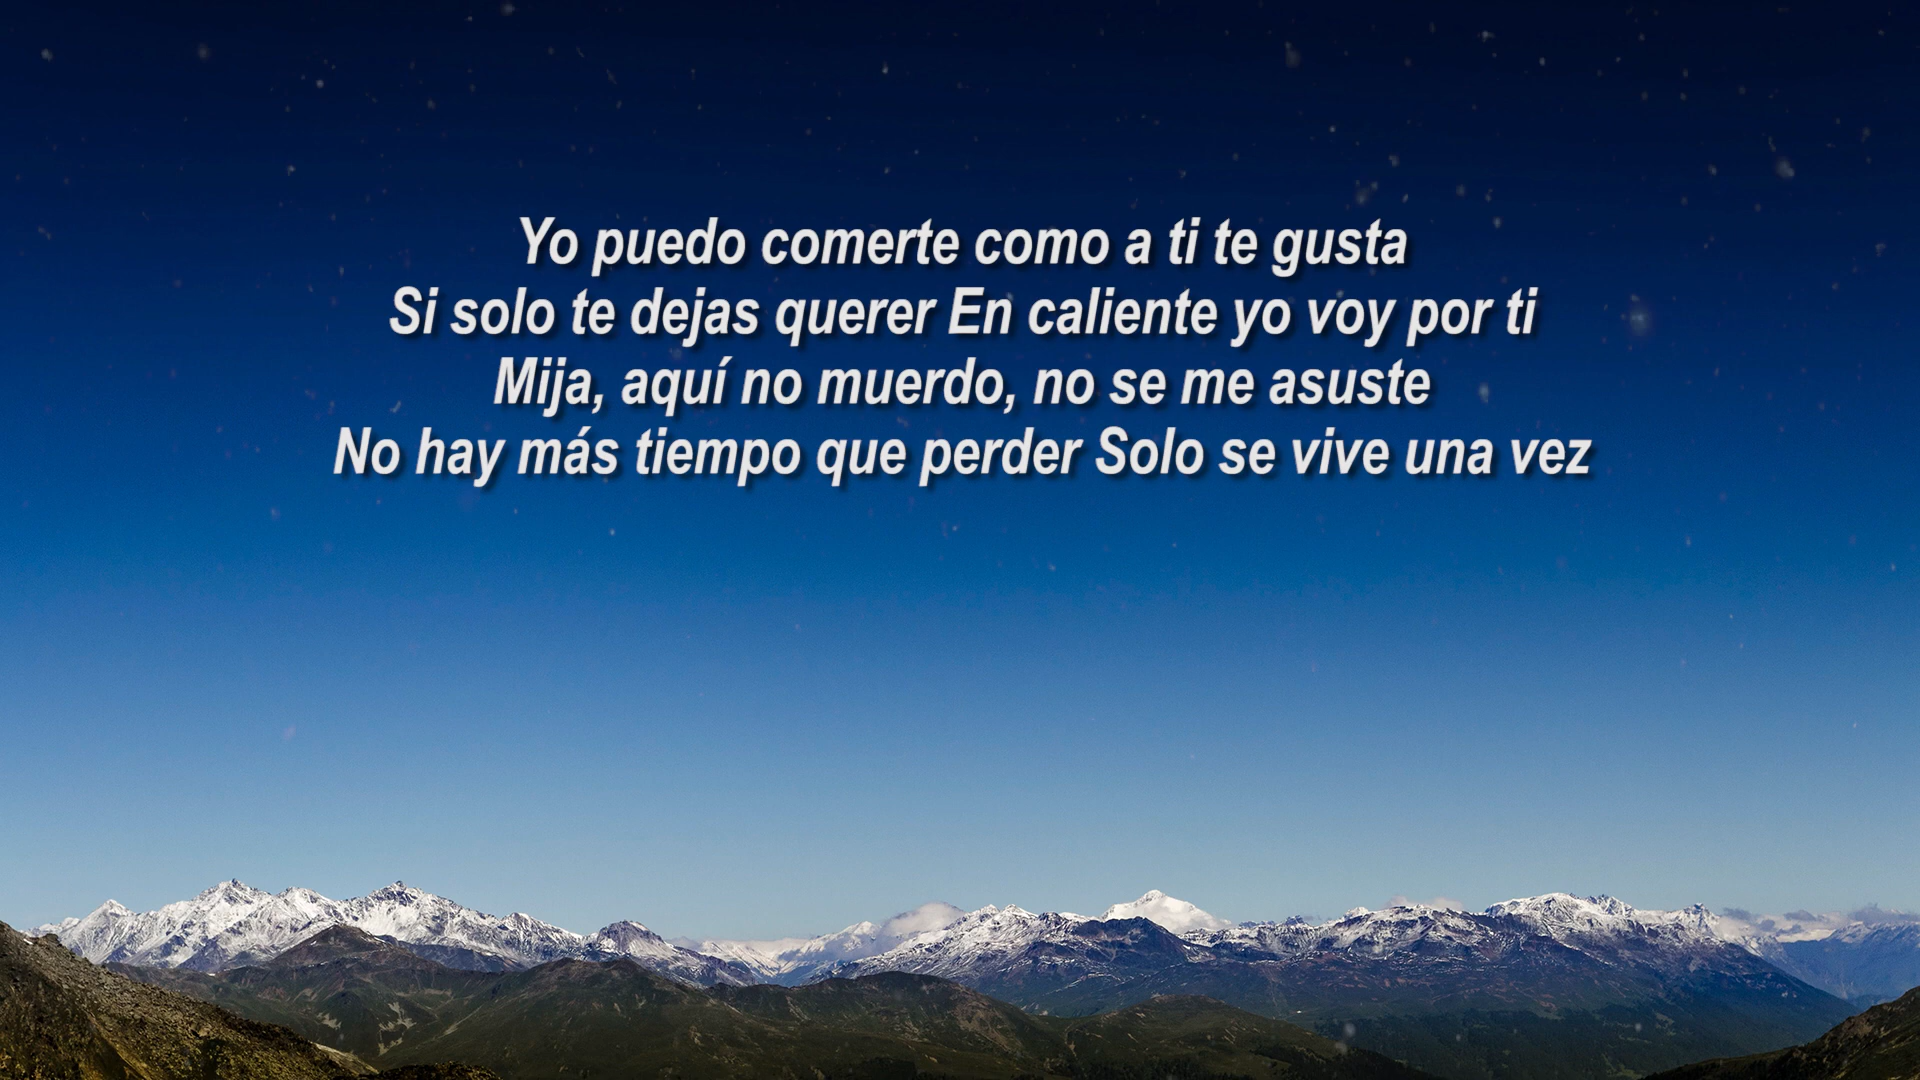 Yo puedo comerte como a ti te gusta
Si solo te dejas querer En caliente yo voy por ti
Mija, aquí no muerdo, no se me asuste
No hay más tiempo que perder Solo se vive una vez